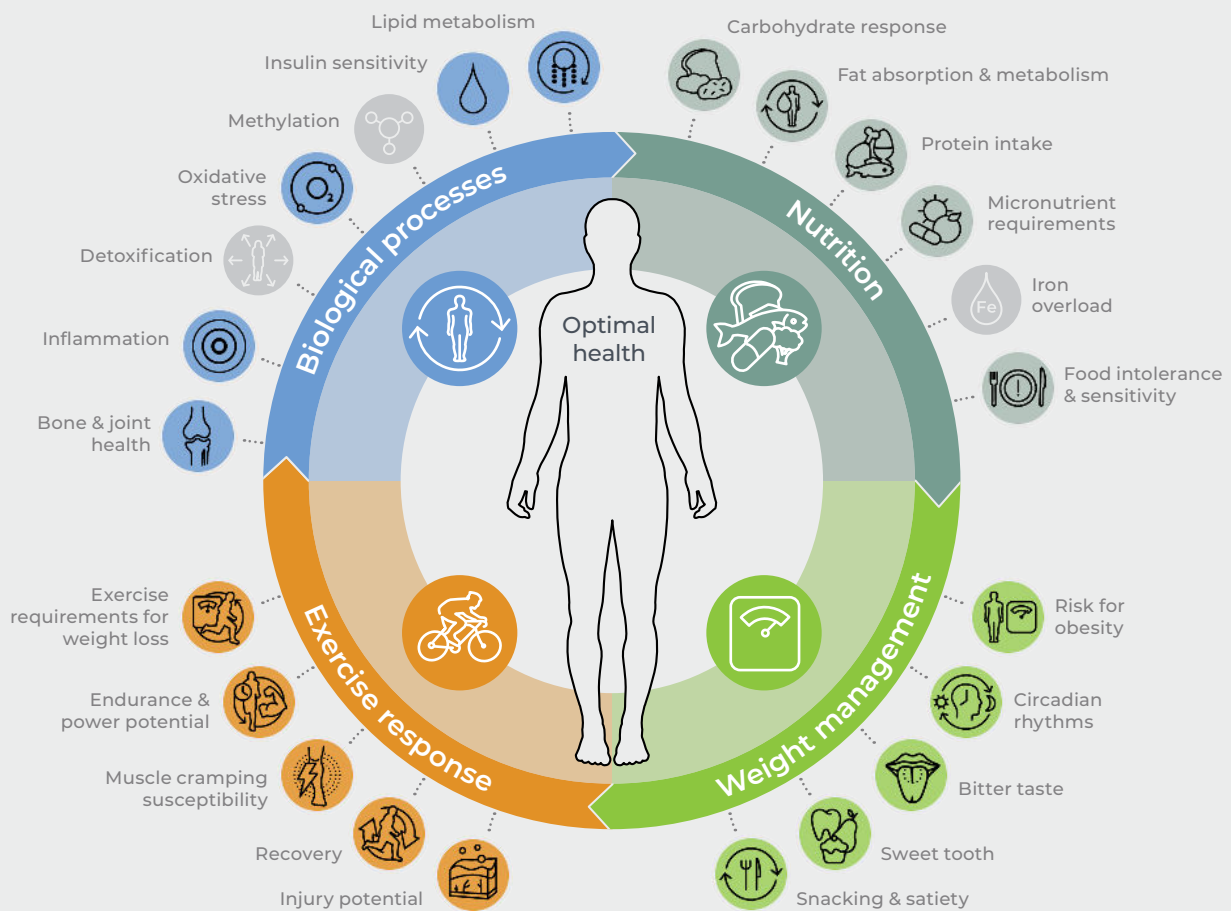 Lipid metabolism
Insulin sensitivity
Methylation
Oxidative
stress
O2
Detoxification
Inflammation
Bone & joint
health
Biological processes
Carbohydrate response
Fat absorption & metabolism
Protein intake
Micronutrient
requirements
Iron
overload
Fe
Food intolerance
& sensitivity
Nutrition
Optimal
health
Exercise
requirements for
weight loss
Endurance &
power potential
Muscle cramping
susceptibility
Recovery
Injury potential
Exercise response
Risk for
obesity
Circadian
rhythms
Bitter taste
Sweet tooth
Snacking & satiety
Weight management